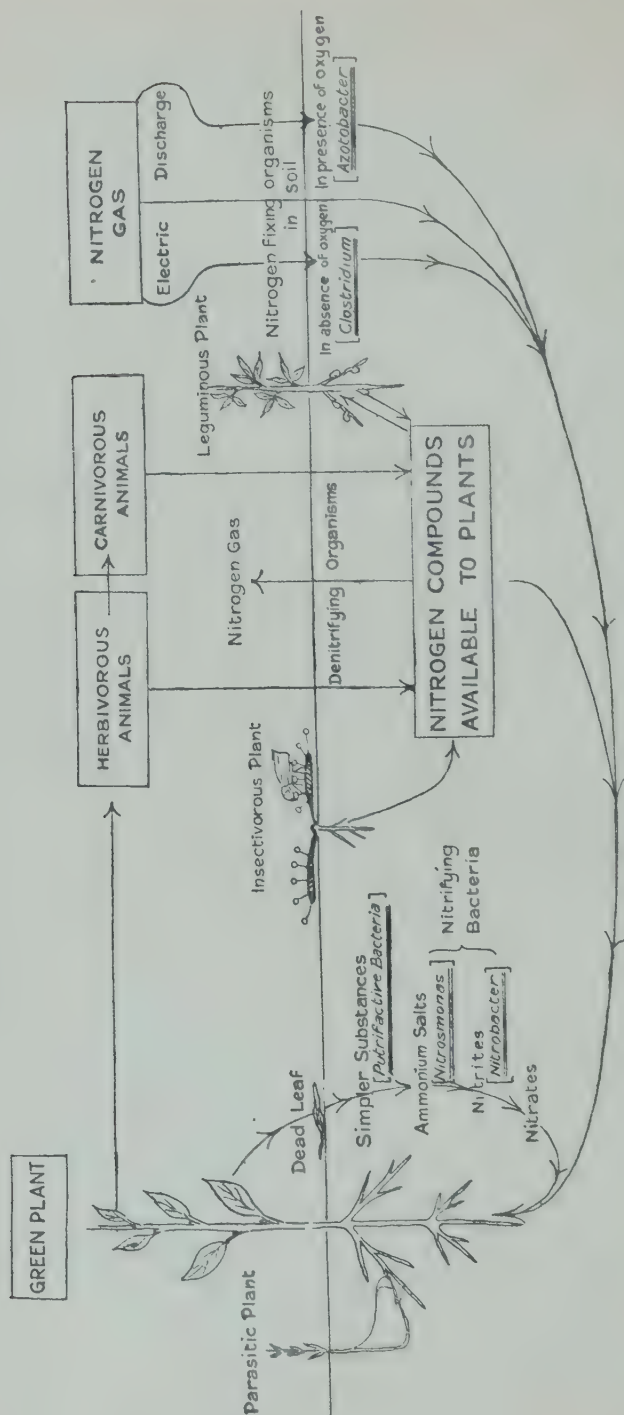 GREEN PLANT
HERBIVOROUS
ANIMALS
CARNIVOROUS
ANIMALS
NITROGEN
GAS
Electric Discharge
Parasitic Plant
Dead Leaf
Simpler Substances
[Putrifactive Bacteria]
Ammonium Salts
[Nitrosmonas]
Nitrites
[Nitrobacter]
Nitrifying
Bacteria
Nitrates
Insectivorous Plant
Nitrogen Gas
Denitrifying Organisms
NITROGEN COMPOUNDS
AVAILABLE TO PLANTS
Leguminous Plant
Nitrogen Fixing organisms
in Soil
In absence of oxygen
[Clostridium]
In presence of oxygen
[Azotobacter]